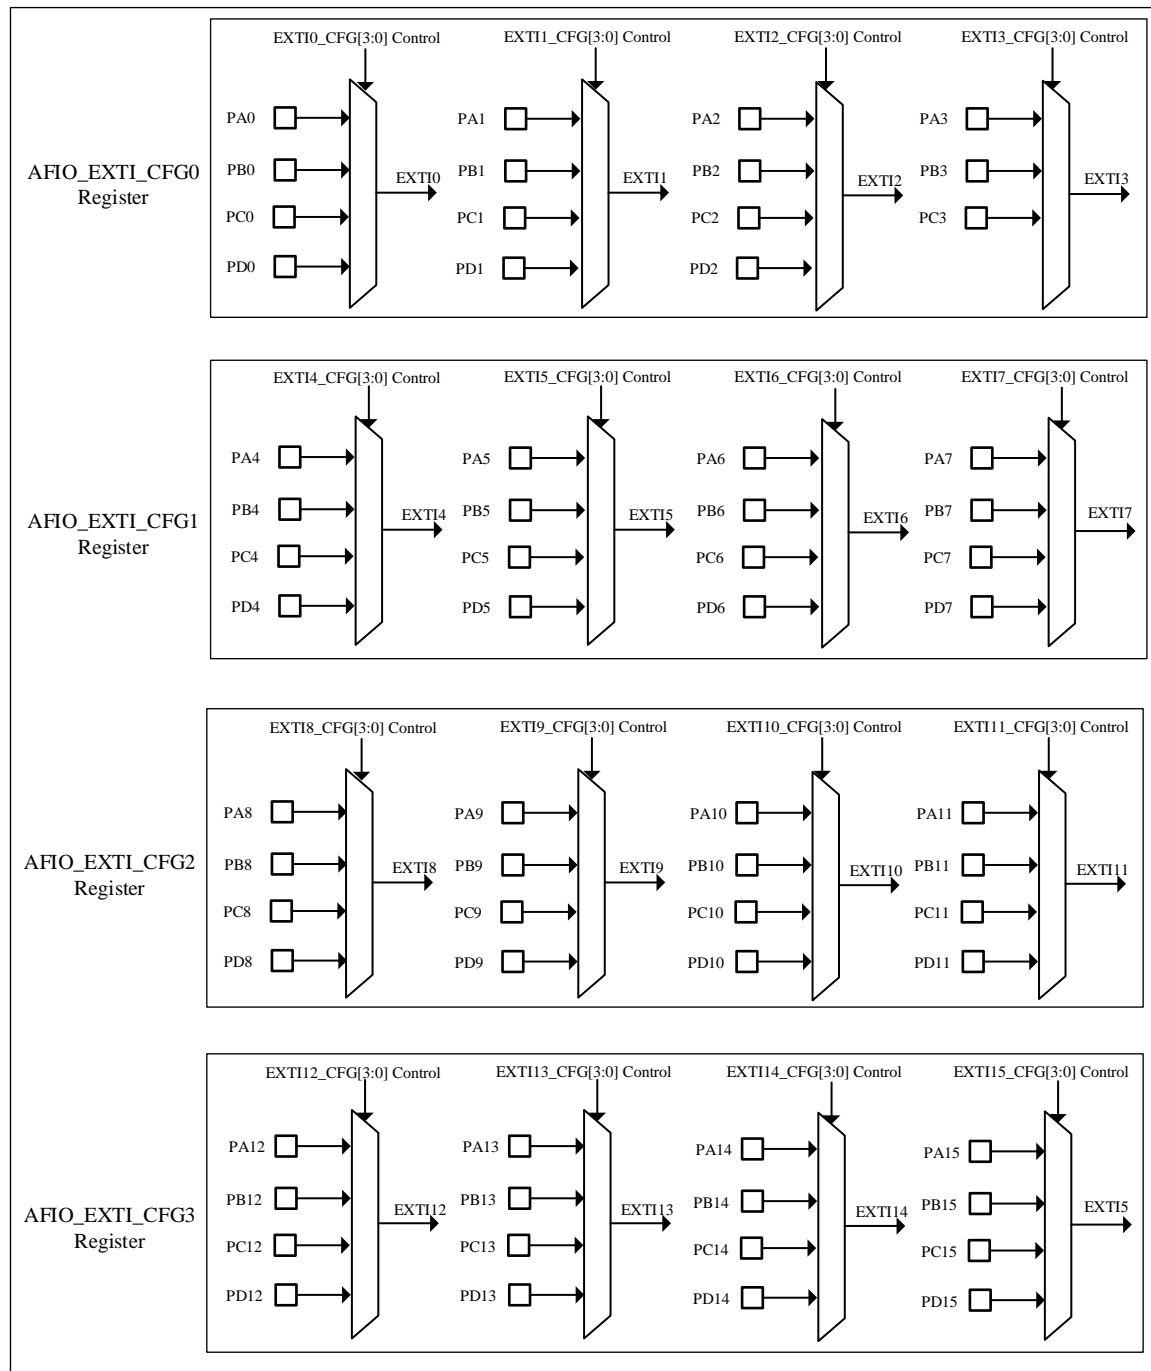 EXTI0_CFG[3:0] Control
EXTI1_CFG[3:0] Control
EXTI2_CFG[3:0] Control
EXTI3_CFG[3:0] Control
AFIO_EXTI_CFG0
Register
PA0
PB0
PC0
PD0
EXTI0
PA1
PB1
PC1
PD1
EXTI1
PA2
PB2
PC2
PD2
EXTI2
PA3
PB3
PC3
EXTI3
EXTI4_CFG[3:0] Control
EXTI5_CFG[3:0] Control
EXTI6_CFG[3:0] Control
EXTI7_CFG[3:0] Control
AFIO_EXTI_CFG1
Register
PA4
PB4
PC4
PD4
EXTI4
PA5
PB5
PC5
PD5
EXTI5
PA6
PB6
PC6
PD6
EXTI6
PA7
PB7
PC7
PD7
EXTI7
EXTI8_CFG[3:0] Control
EXTI9_CFG[3:0] Control
EXTI10_CFG[3:0] Control
EXTI11_CFG[3:0] Control
AFIO_EXTI_CFG2
Register
PA8
PB8
PC8
PD8
EXTI8
PA9
PB9
PC9
PD9
EXTI9
PA10
PB10
PC10
PD10
EXTI10
PA11
PB11
PC11
PD11
EXTI11
EXTI12_CFG[3:0] Control
EXTI13_CFG[3:0] Control
EXTI14_CFG[3:0] Control
EXTI15_CFG[3:0] Control
AFIO_EXTI_CFG3
Register
PA12
PB12
PC12
PD12
EXTI12
PA13
PB13
PC13
PD13
EXTI13
PA14
PB14
PC14
PD14
EXTI14
PA15
PB15
PC15
PD15
EXTI5